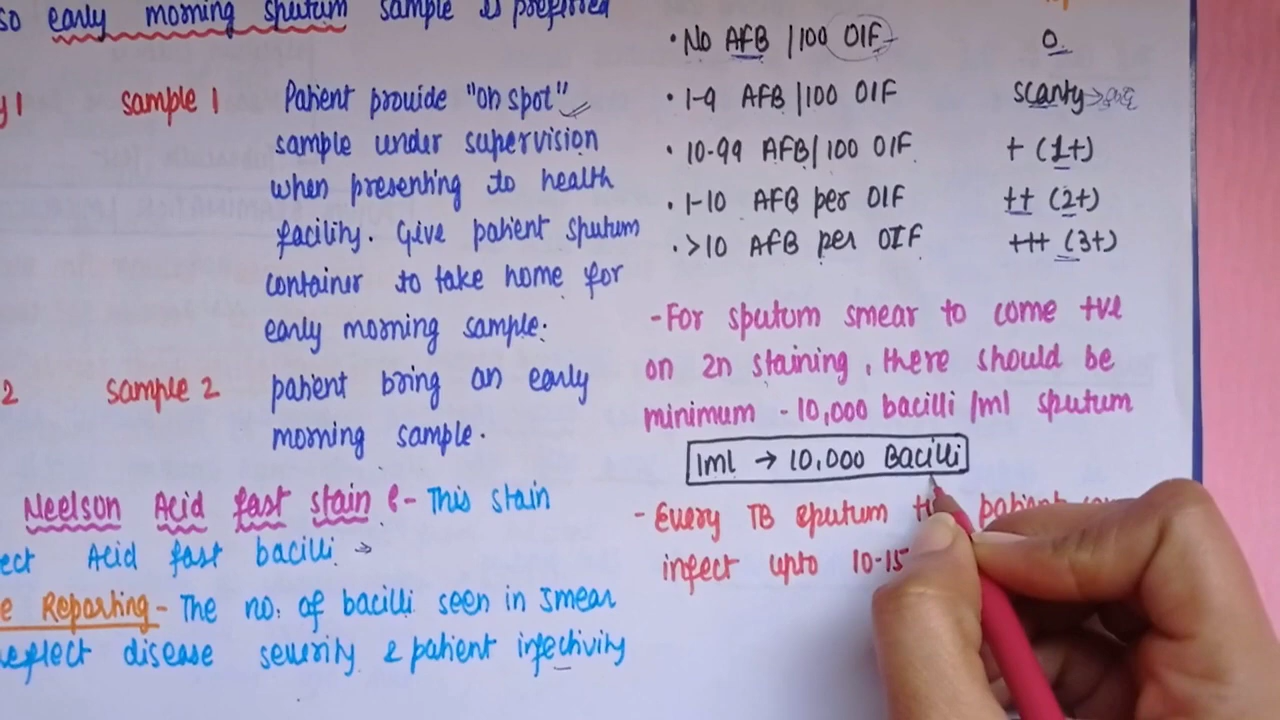 so early morning sputum sample is preferred
y 1 sample 1 Patient provide "on spot"
sample under supervision
when presenting to health
facility. Give patient sputum
container to take home for
early morning sample.
2 sample 2 patient bring an early
morning sample.
Neelson Acid fast stain :- This stain
ect Acid fast bacilli →
e Reporting - The no. of bacilli seen in smear
reflect disease severity & patient infectivity
• No AFB / 100 OIF 0
• 1-9 AFB / 100 OIF scanty →
• 10-99 AFB / 100 OIF + (1+)
• 1-10 AFB per OIF ++ (2+)
• >10 AFB per OIF +++ (3+)
- For sputum smear to come +ve
on zn staining, there should be
minimum - 10,000 bacilli /ml sputum
1ml → 10,000 Bacilli
- Every TB sputum patient
infect upto 10-15